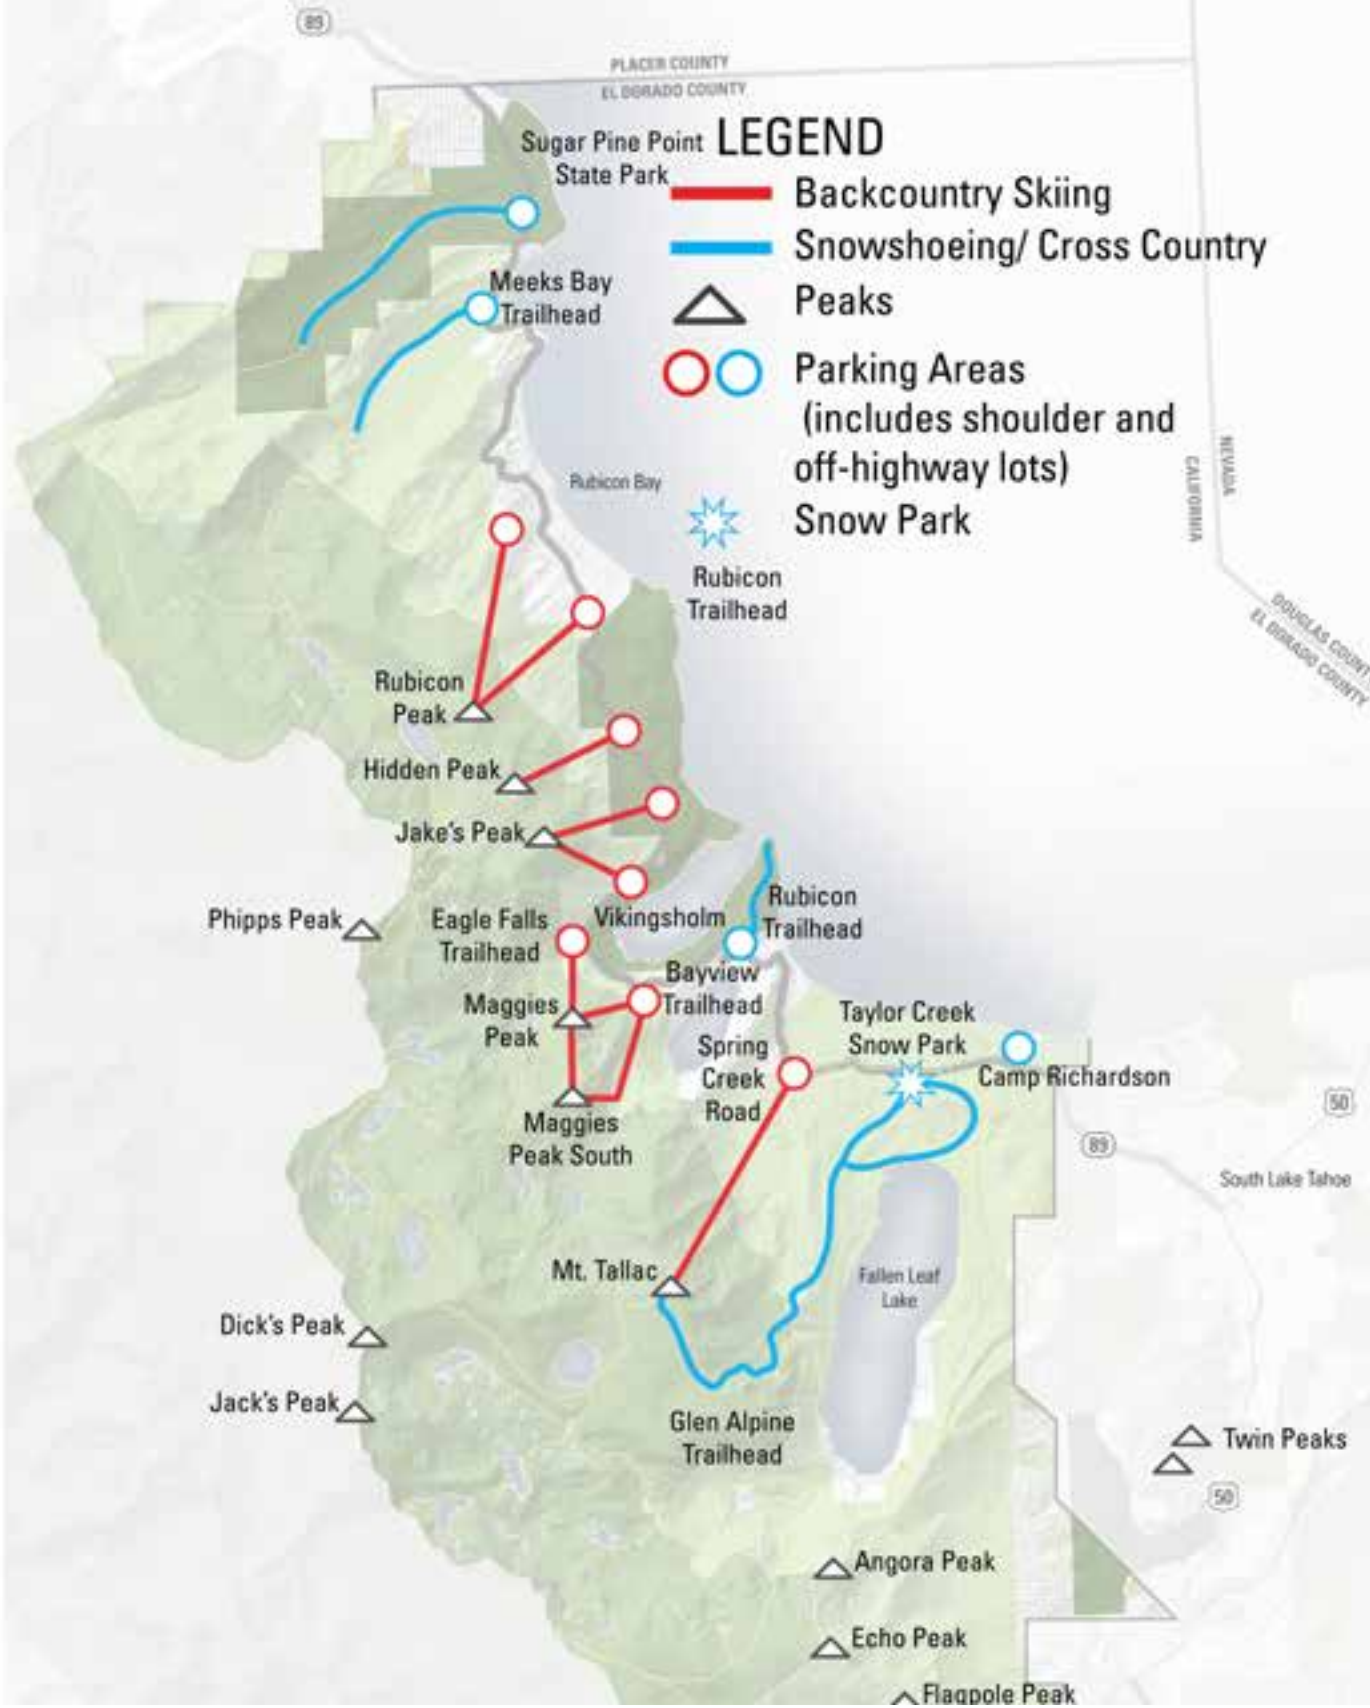 89
PLACER COUNTY
EL DORADO COUNTY
Sugar Pine Point
State Park
LEGEND
Backcountry Skiing
Snowshoeing/ Cross Country
Peaks
Parking Areas
(includes shoulder and
off-highway lots)
Snow Park
Meeks Bay
Trailhead
Rubicon Bay
NEVADA
CALIFORNIA
DOUGLAS COUNT
EL DORADO COUNTY
Rubicon
Trailhead
Rubicon
Peak
Hidden Peak
Jake's Peak
Phipps Peak
Eagle Falls
Trailhead
Vikingsholm
Rubicon
Trailhead
Bayview
Trailhead
Maggies
Peak
Spring
Creek
Road
Taylor Creek
Snow Park
Camp Richardson
Maggies
Peak South
50
89
South Lake Tahoe
Mt. Tallac
Fallen Leaf
Lake
Dick's Peak
Jack's Peak
Glen Alpine
Trailhead
Twin Peaks
50
Angora Peak
Echo Peak
Flagpole Peak